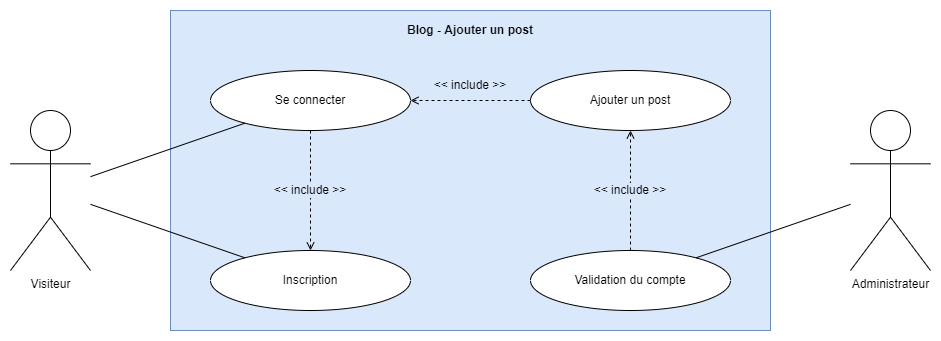 Blog - Ajouter un post
Se connecter
<< include >>
Ajouter un post
<< include >>
<< include >>
Inscription
Validation du compte
Visiteur
Administrateur